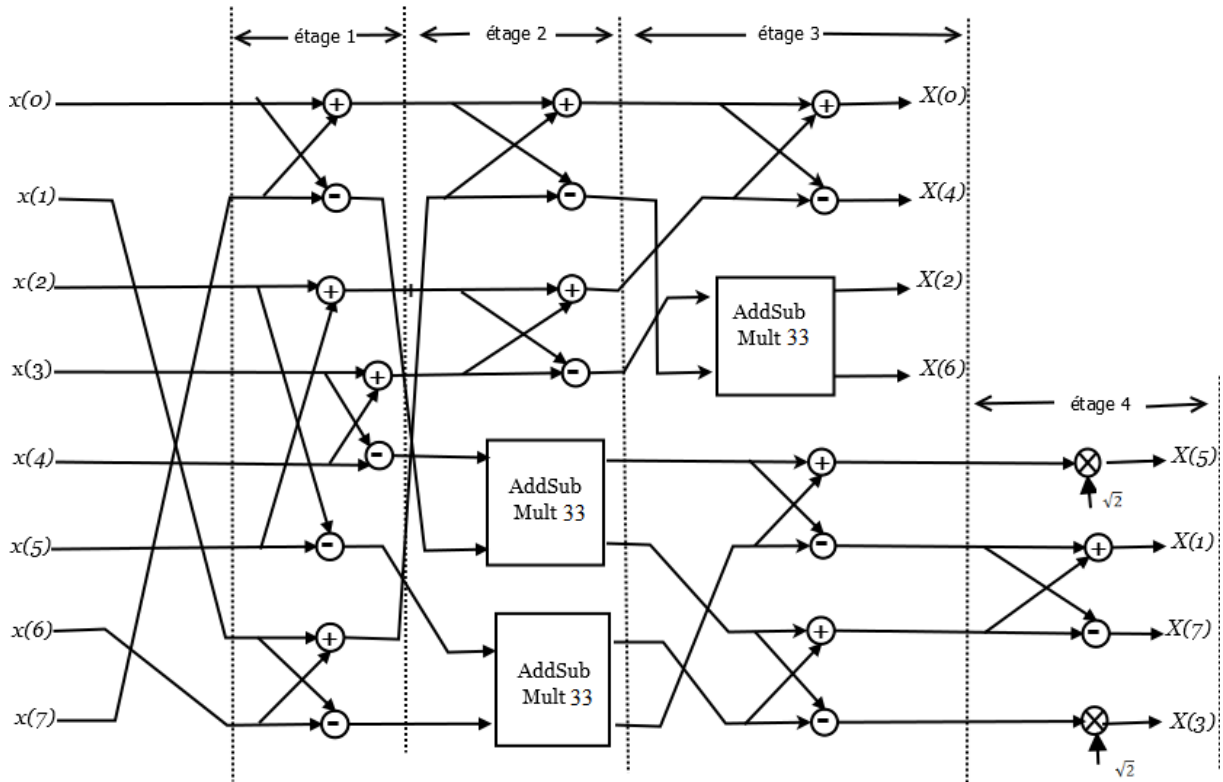 étage 1
étage 2
étage 3
x(0)
X(0)
x(1)
X(4)
x(2)
X(2)
AddSub
Mult 33
x(3)
X(6)
étage 4
x(4)
X(5)
AddSub
Mult 33
√2
x(5)
X(1)
x(6)
X(7)
AddSub
Mult 33
x(7)
X(3)
√2